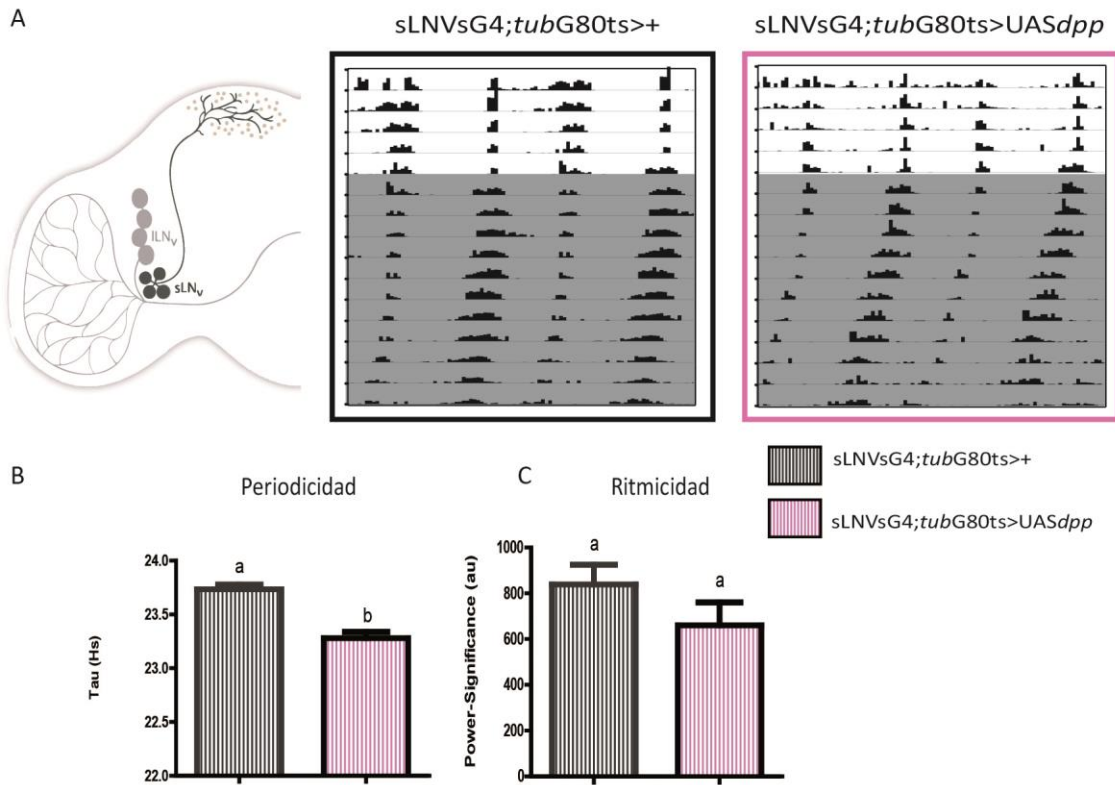 A
sLNVsG4;tubG80ts>+
sLNVsG4;tubG80ts>UASdpp
lLNv
sLNv
sLNVsG4;tubG80ts>+
sLNVsG4;tubG80ts>UASdpp
B
Periodicidad
Tau (Hs)
24.0
23.5
23.0
22.5
22.0
a
b
C
Ritmicidad
Power-Significance (au)
1000
800
600
400
200
0
a
a